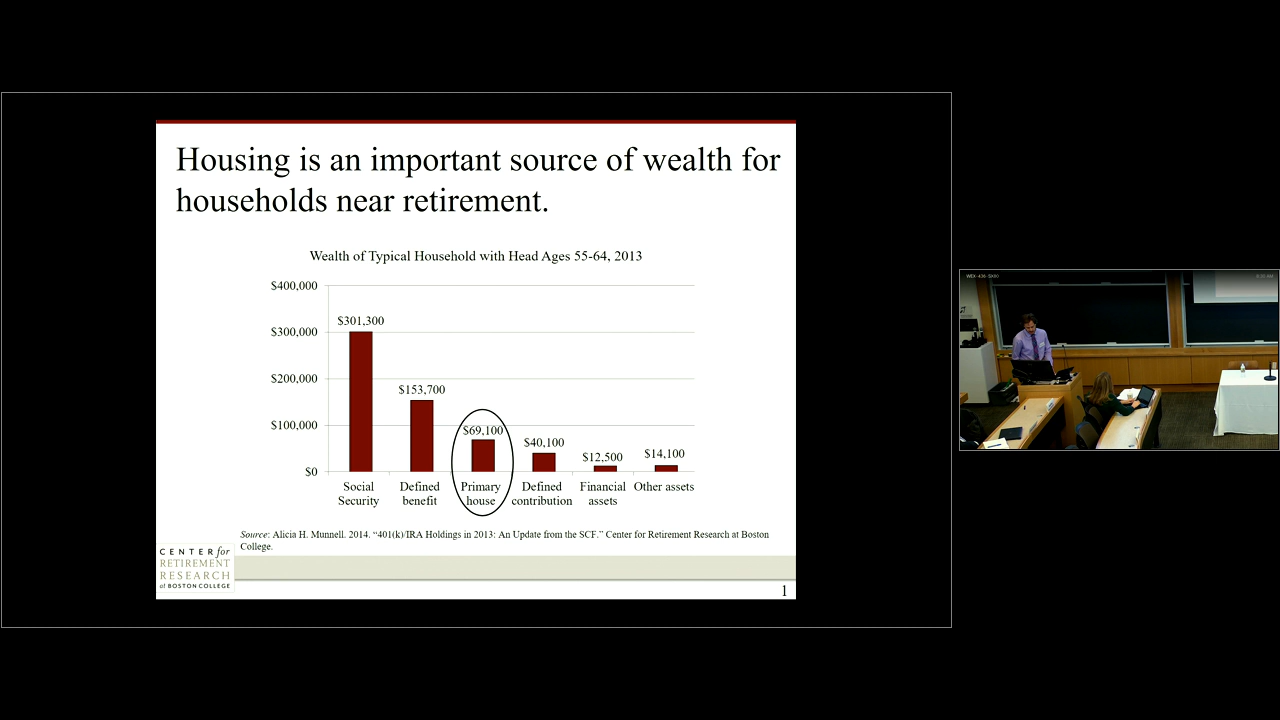 Housing is an important source of wealth for
households near retirement.
Wealth of Typical Household with Head Ages 55-64, 2013
$400,000
$300,000
$200,000
$100,000
$0
$301,300
$153,700
$69,100
$40,100
$12,500
$14,100
Social
Security
Defined
benefit
Primary
house
Defined
contribution
Financial
assets
Other assets
Source: Alicia H. Munnell. 2014. “401(k)/IRA Holdings in 2013: An Update from the SCF.” Center for Retirement Research at Boston
College.
CENTER for
RETIREMENT
RESEARCH
at BOSTON COLLEGE
1